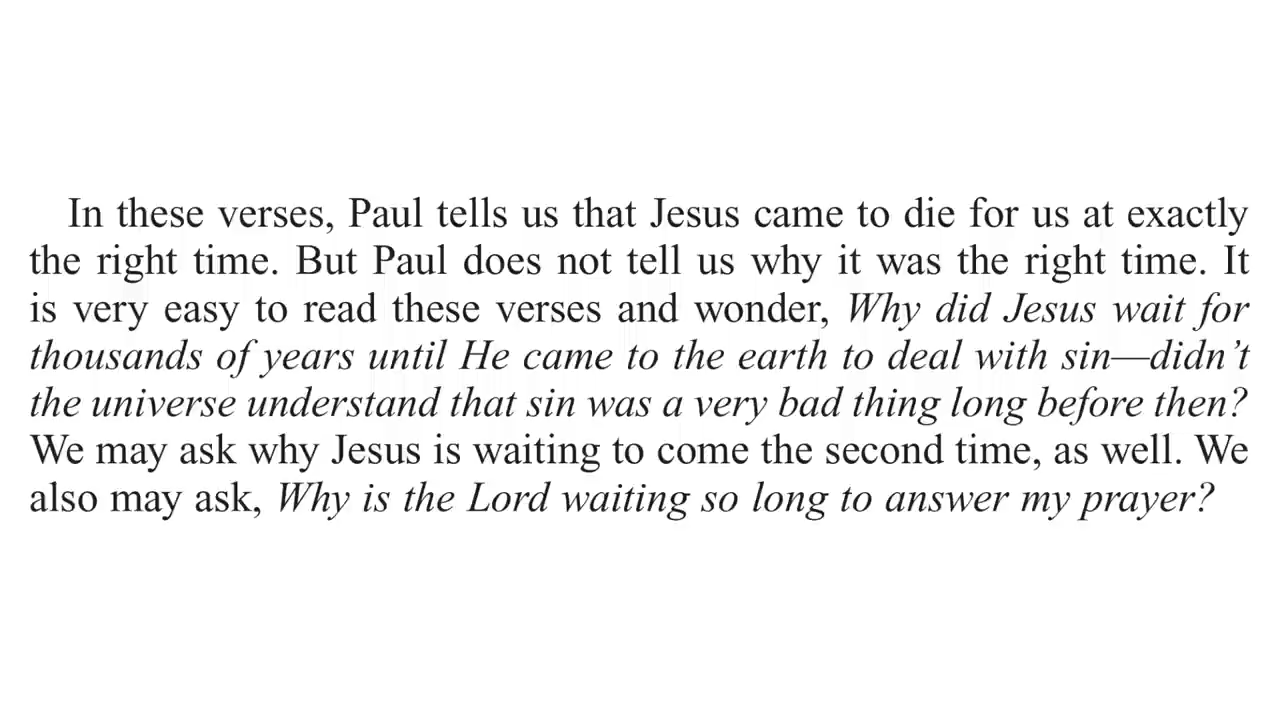 In these verses, Paul tells us that Jesus came to die for us at exactly
the right time. But Paul does not tell us why it was the right time. It
is very easy to read these verses and wonder, Why did Jesus wait for
thousands of years until He came to the earth to deal with sin—didn’t
the universe understand that sin was a very bad thing long before then?
We may ask why Jesus is waiting to come the second time, as well. We
also may ask, Why is the Lord waiting so long to answer my prayer?